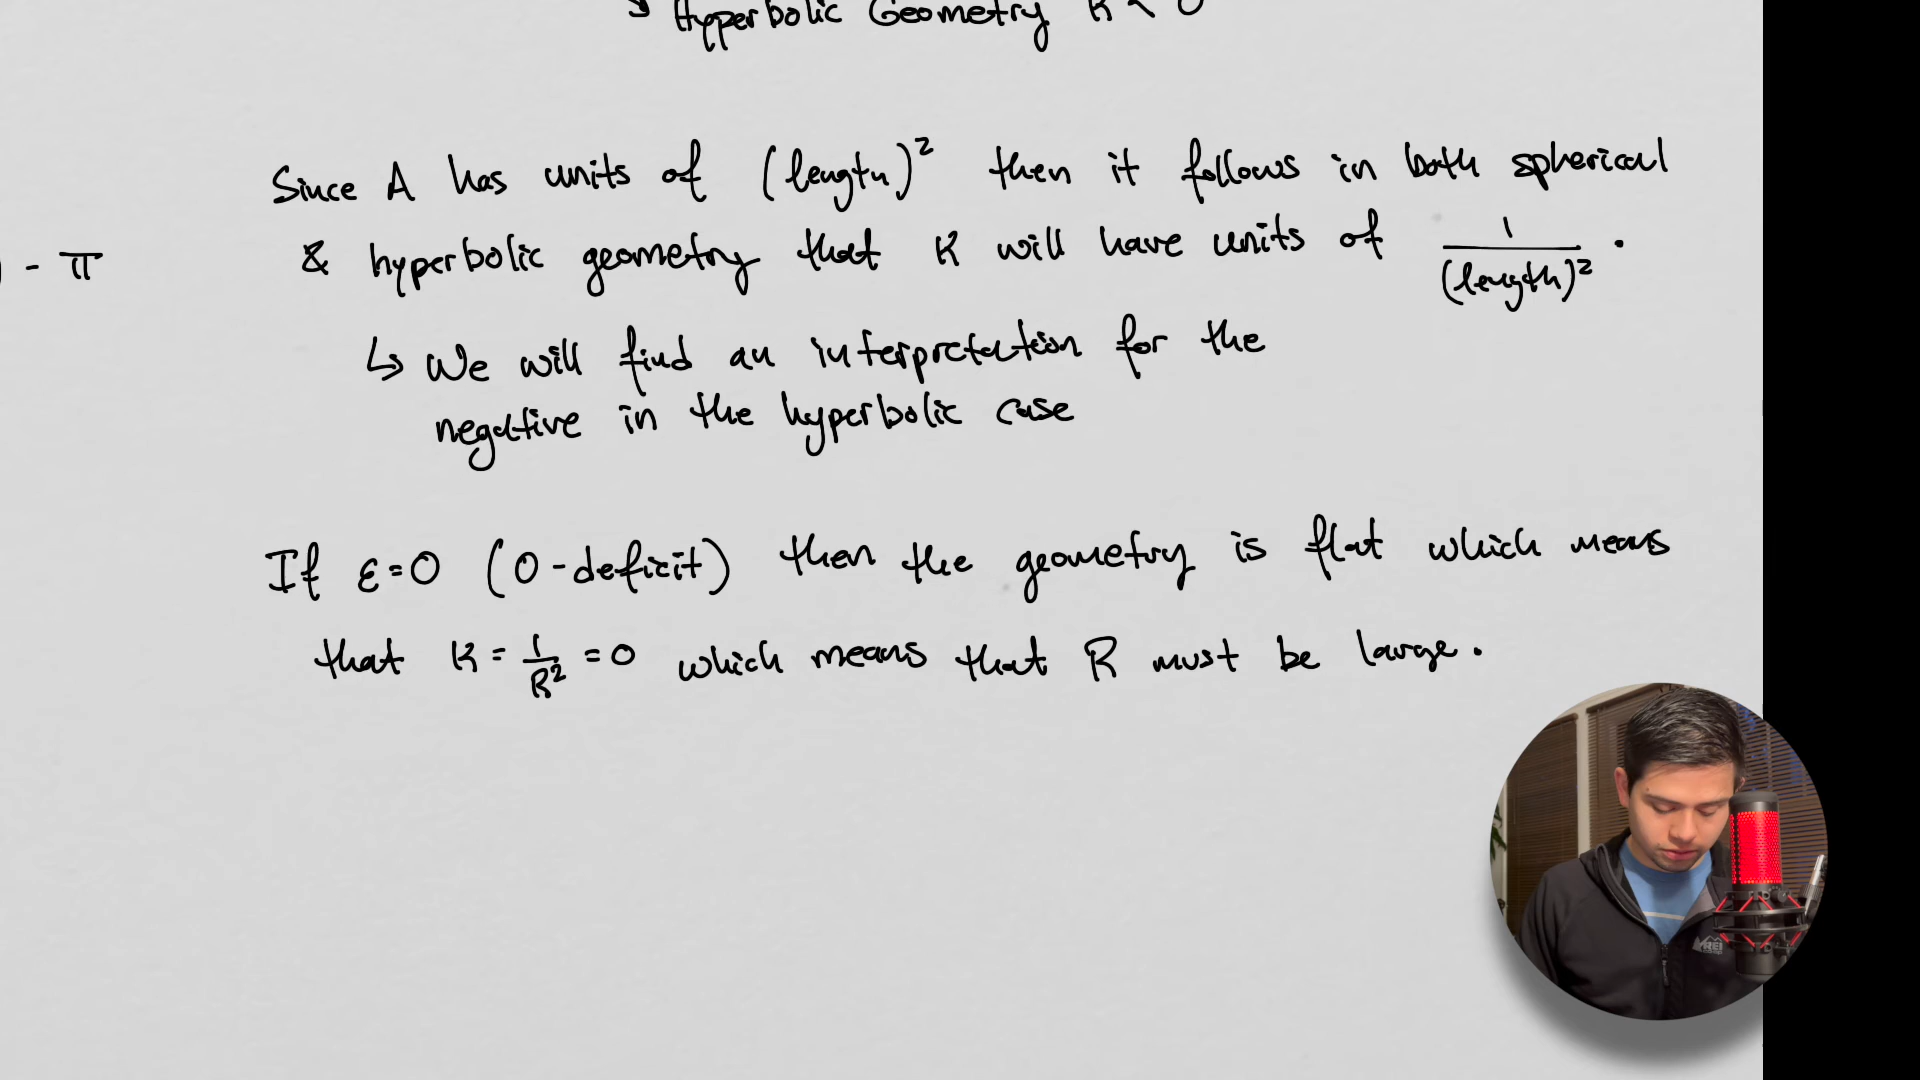 ↳ Hyperbolic Geometry K < 0
Since A has units of (length)² then it follows in both spherical
- π
& hyperbolic geometry that K will have units of 1/(length)².
↳ We will find an interpretation for the
negative in the hyperbolic case
If ε=0 (0-deficit) then the geometry is flat which means
that K = 1/R² = 0 which means that R must be large.
REI